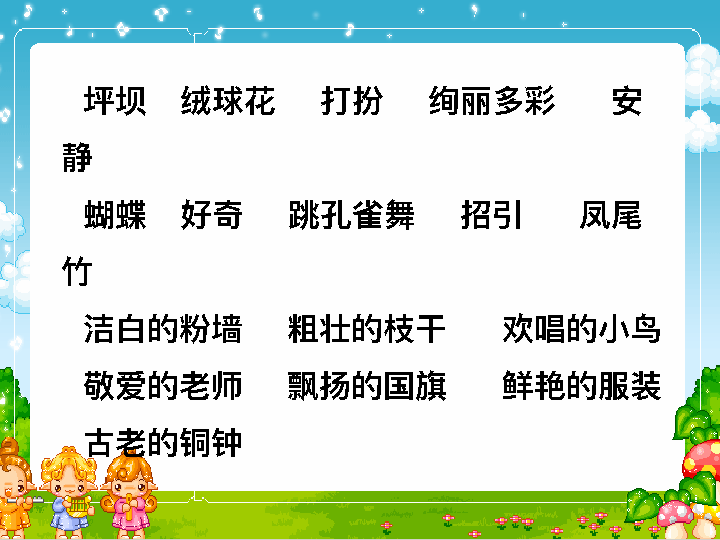 坪坝 绒球花 打扮 绚丽多彩 安
静
蝴蝶 好奇 跳孔雀舞 招引 凤尾
竹
洁白的粉墙 粗壮的枝干 欢唱的小鸟
敬爱的老师 飘扬的国旗 鲜艳的服装
古老的铜钟